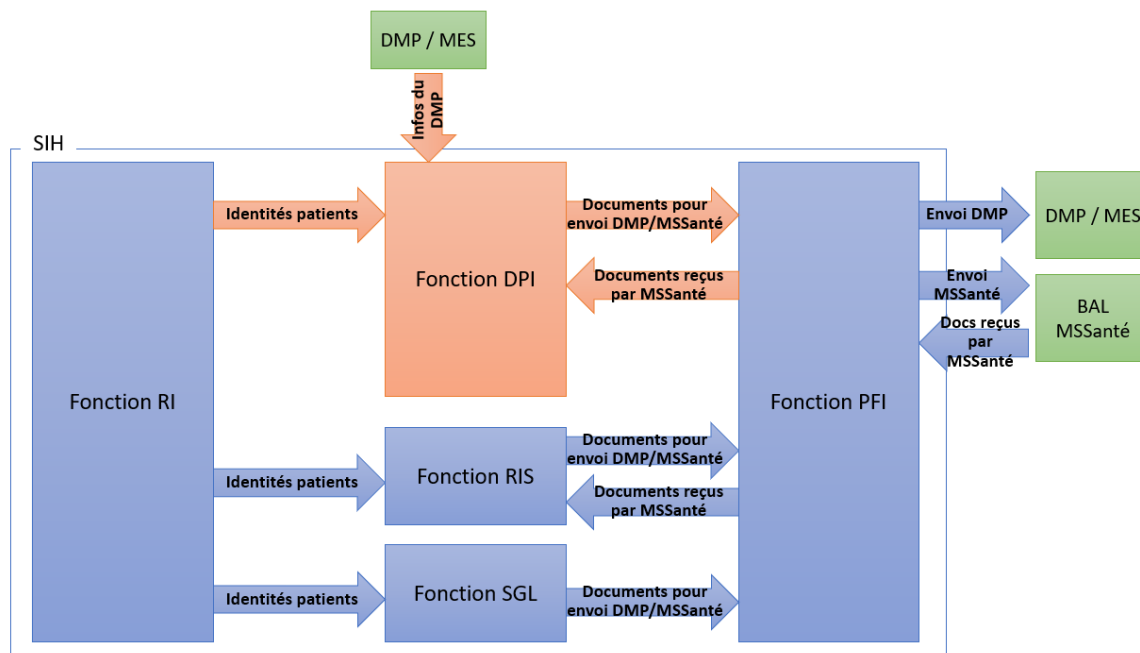 DMP / MES
Infos du
DMP
SIH
Fonction RI
Identités patients
Fonction DPI
Documents pour
envoi DMP/MSSanté
Documents reçus
par MSSanté
Fonction PFI
Envoi DMP
DMP / MES
Envoi
MSSanté
BAL
MSSanté
Docs reçus
par
MSSanté
Identités patients
Fonction RIS
Documents pour
envoi DMP/MSSanté
Documents reçus
par MSSanté
Identités patients
Fonction SGL
Documents pour
envoi DMP/MSSanté